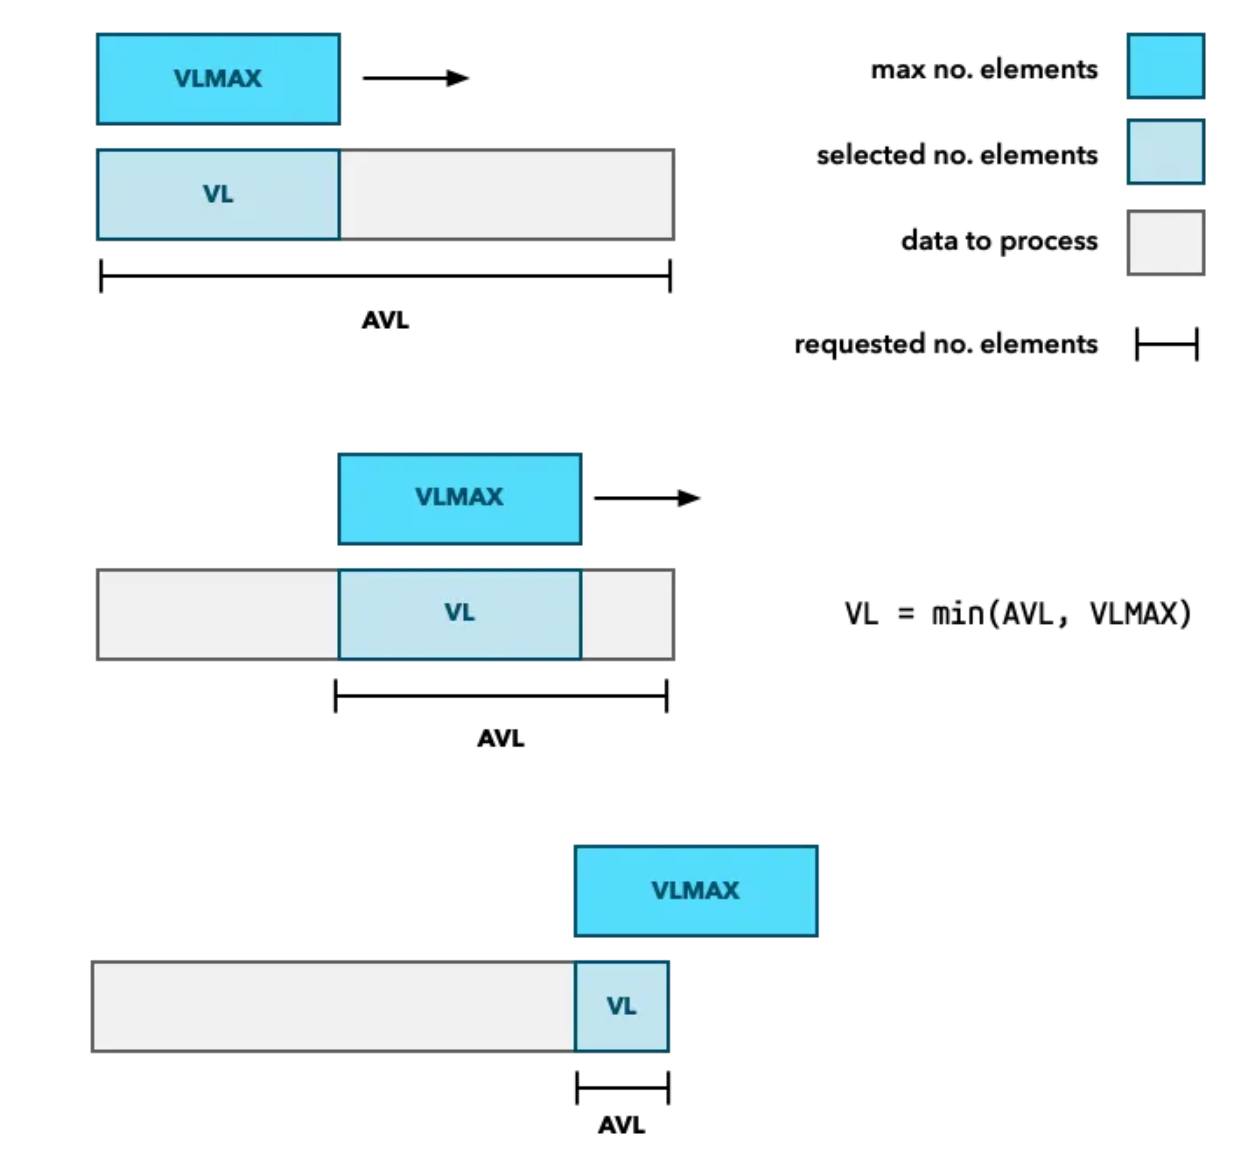 VLMAX
VL
AVL
max no. elements
selected no. elements
data to process
requested no. elements
VLMAX
VL
AVL
VL = min(AVL, VLMAX)
VLMAX
VL
AVL